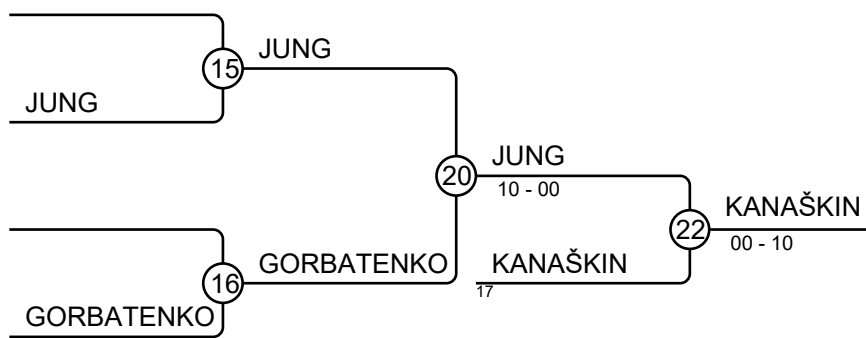 15
JUNG
JUNG
20
JUNG
10 - 00
22
KANAŠKIN
00 - 10
KANAŠKIN
17
16
GORBATENKO
GORBATENKO